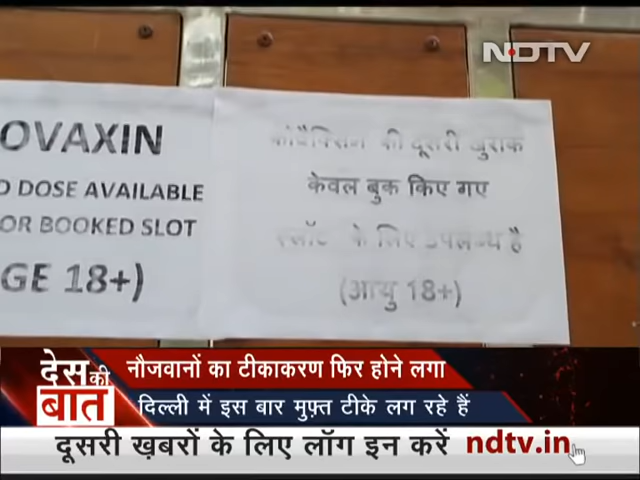 NDTV
OVAXIN
D DOSE AVAILABLE
OR BOOKED SLOT
GE 18+)
कोवैक्सिन की दूसरी खुराक
केवल बुक किए गए
स्लॉट के लिए उपलब्ध है
(आयु 18+)
देस की
बात
नौजवानों का टीकाकरण फिर होने लगा
दिल्ली में इस बार मुफ़्त टीके लग रहे हैं
दूसरी ख़बरों के लिए लॉग इन करें ndtv.in